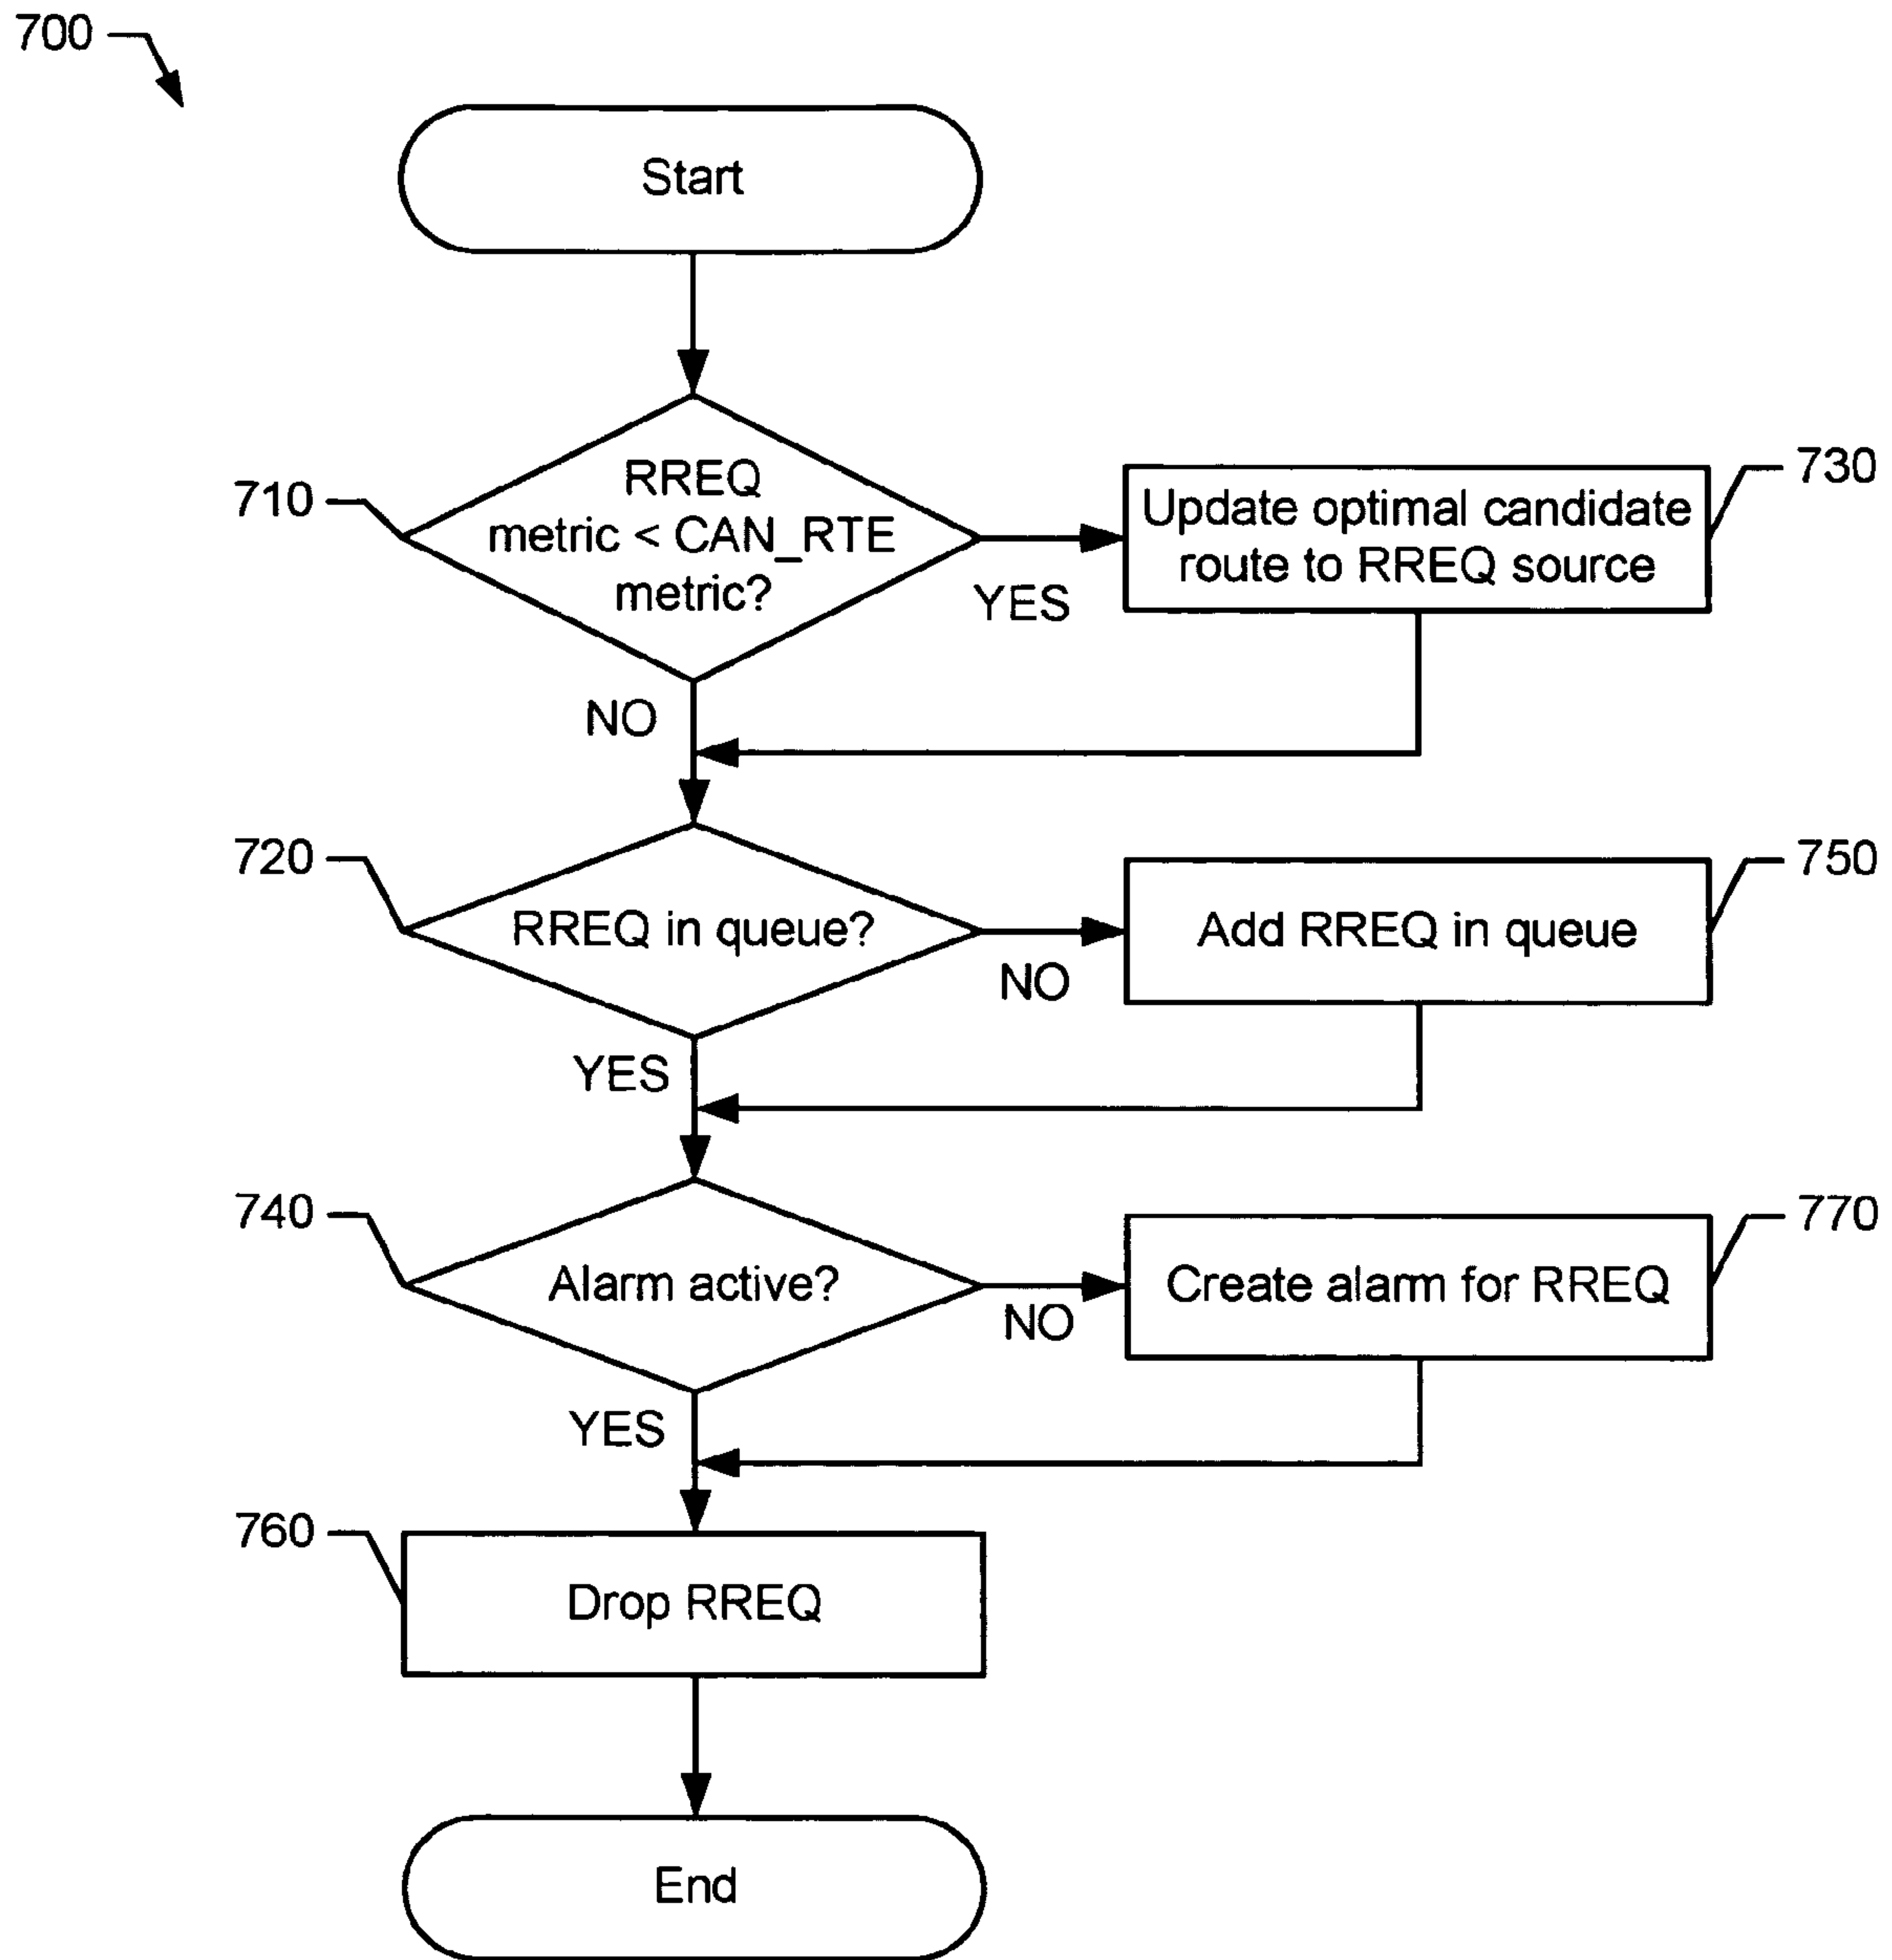 700
Start
710
RREQ
metric < CAN_RTE
metric?
YES
NO
730
Update optimal candidate
route to RREQ source
720
RREQ in queue?
NO
YES
750
Add RREQ in queue
740
Alarm active?
NO
YES
770
Create alarm for RREQ
760
Drop RREQ
End